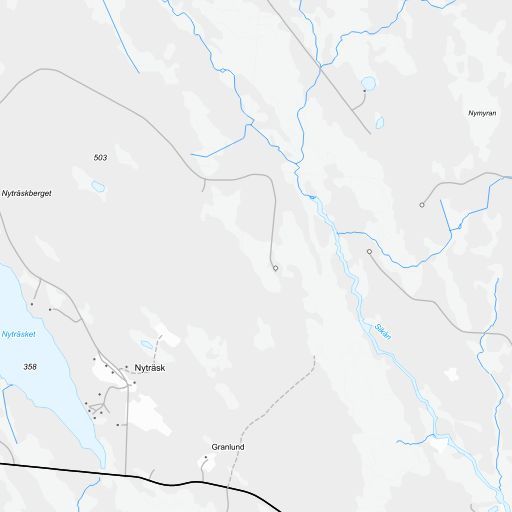 Nymyran
503
Nyträskberget
Sikån
Nyträsket
358
Nyträsk
Granlund